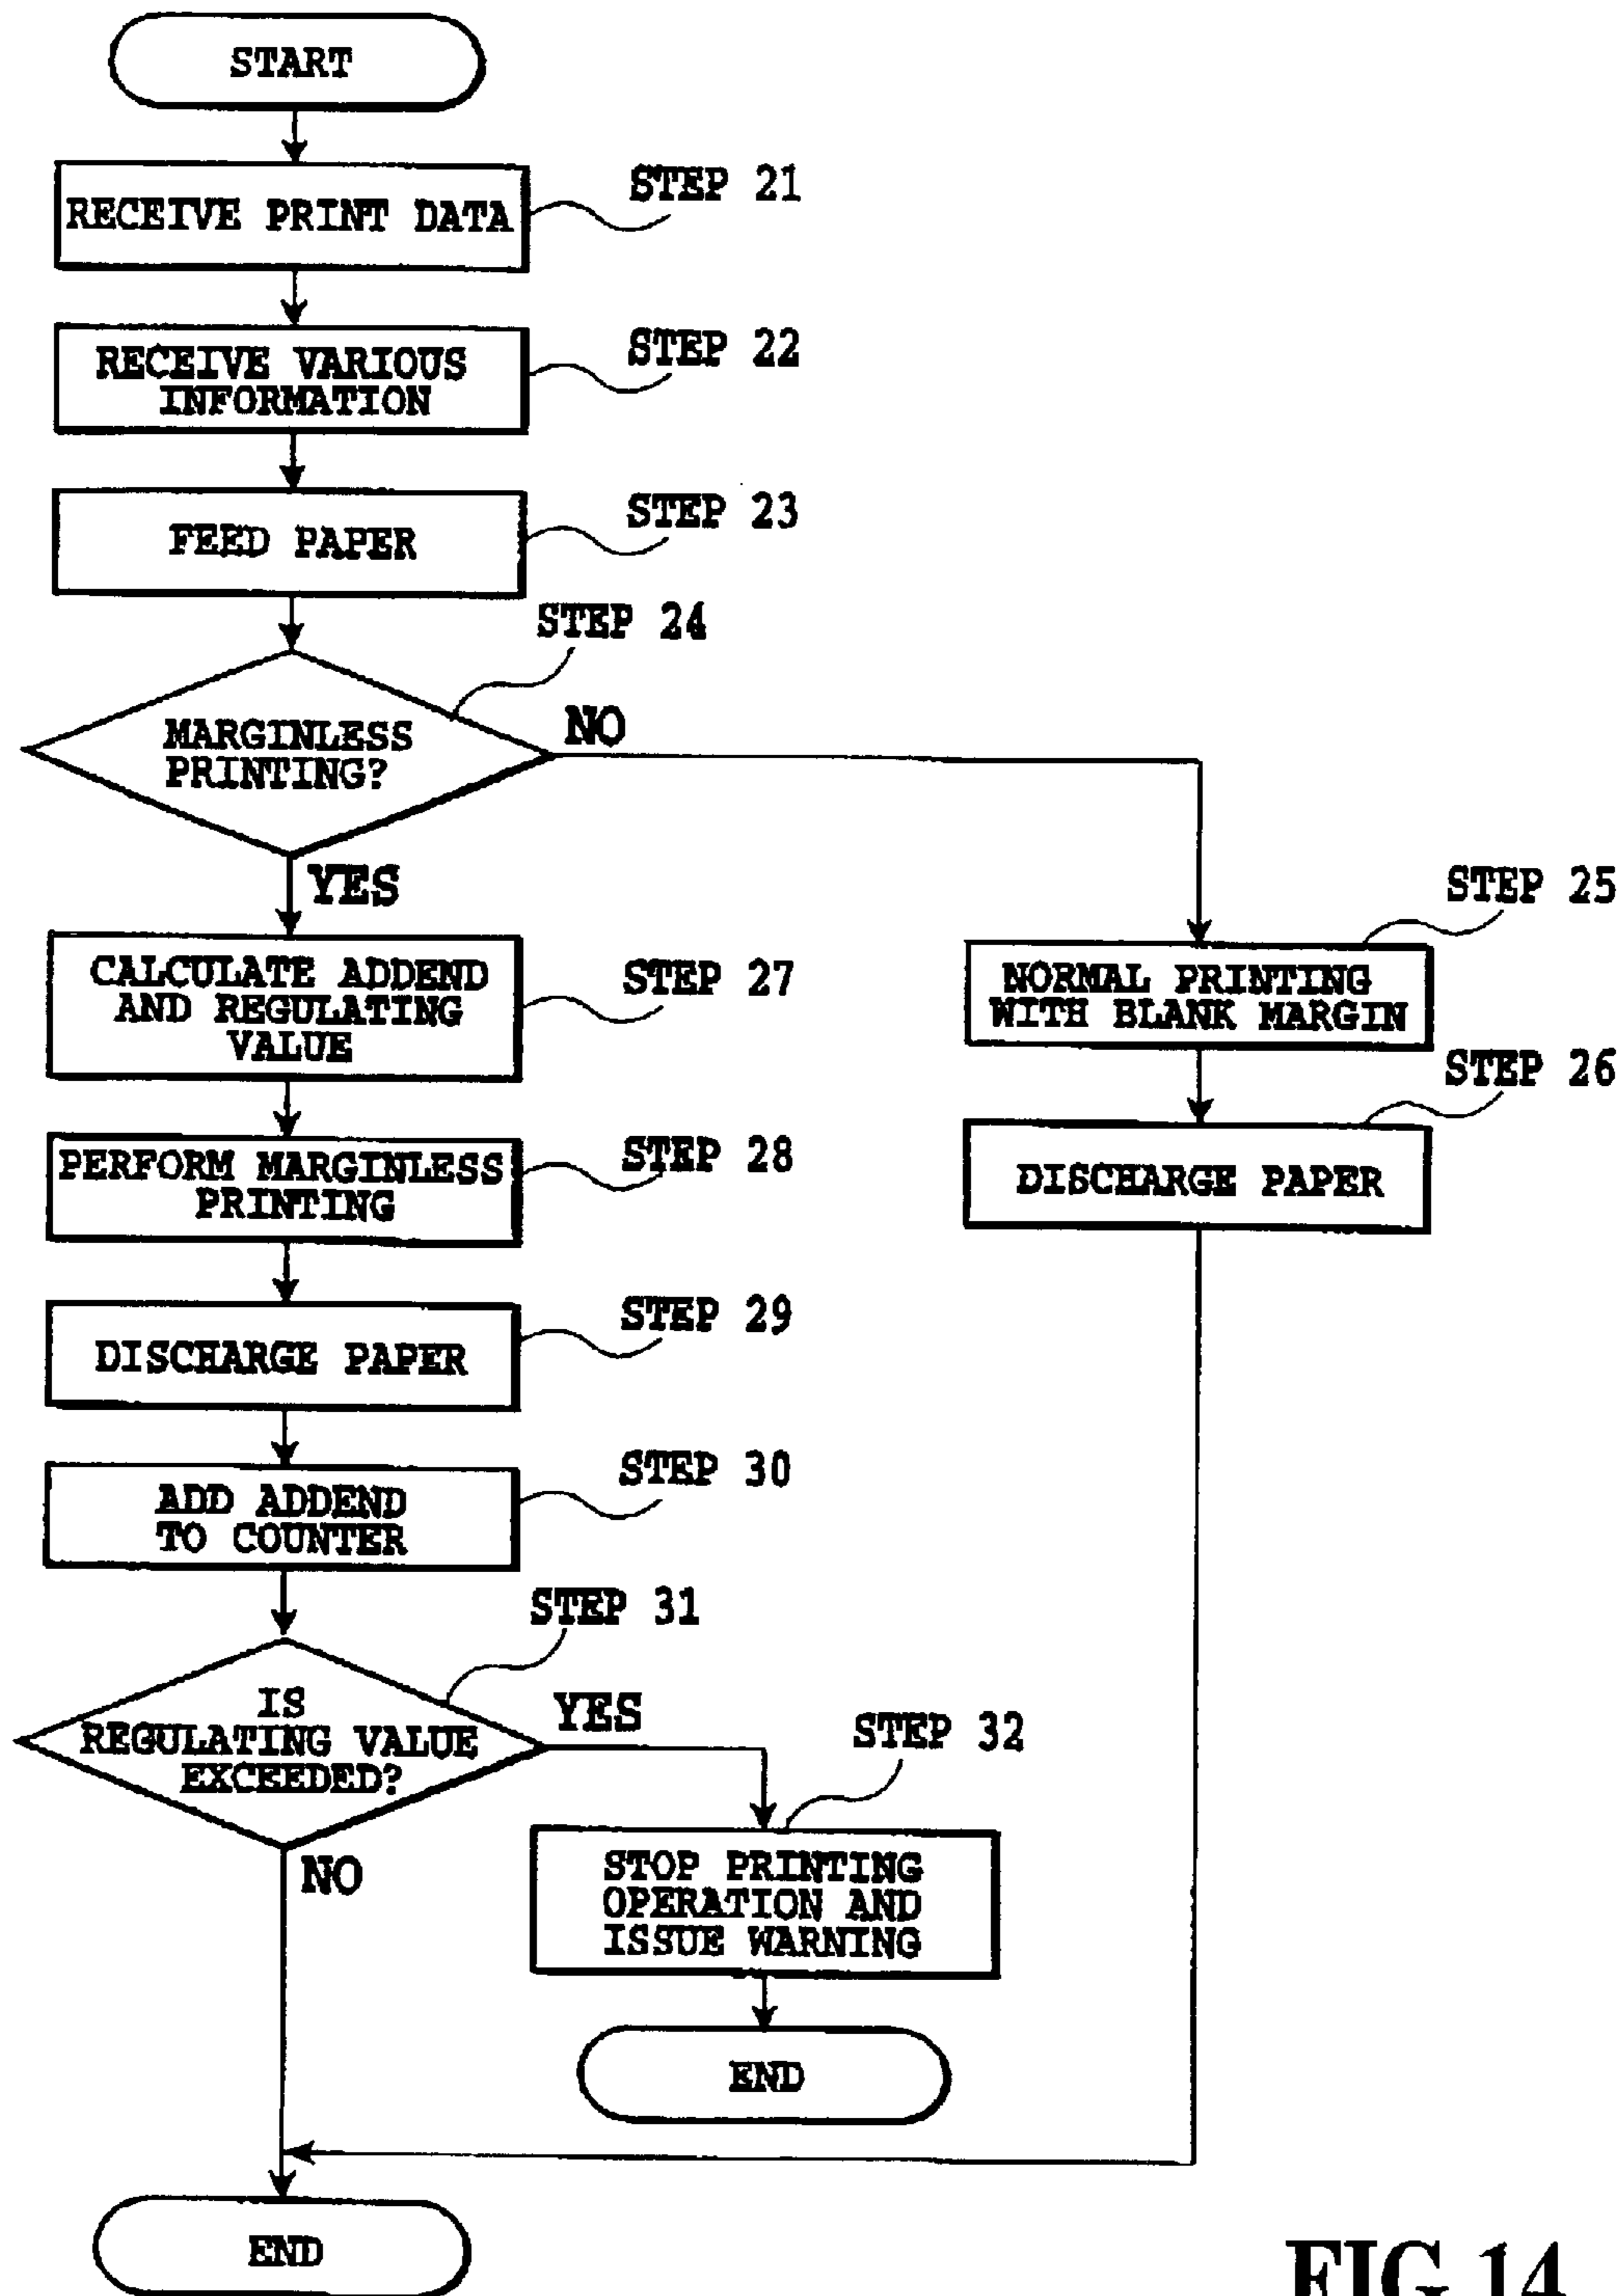 START
RECEIVE PRINT DATA
STEP 21
RECEIVE VARIOUS
INFORMATION
STEP 22
FEED PAPER
STEP 23
STEP 24
MARGINLESS
PRINTING?
NO
YES
STEP 25
NORMAL PRINTING
WITH BLANK MARGIN
CALCULATE ADDEND
AND REGULATING
VALUE
STEP 27
STEP 26
DISCHARGE PAPER
PERFORM MARGINLESS
PRINTING
STEP 28
DISCHARGE PAPER
STEP 29
ADD ADDEND
TO COUNTER
STEP 30
STEP 31
IS
REGULATING VALUE
EXCEEDED?
YES
NO
STEP 32
STOP PRINTING
OPERATION AND
ISSUE WARNING
END
END
FIG.14